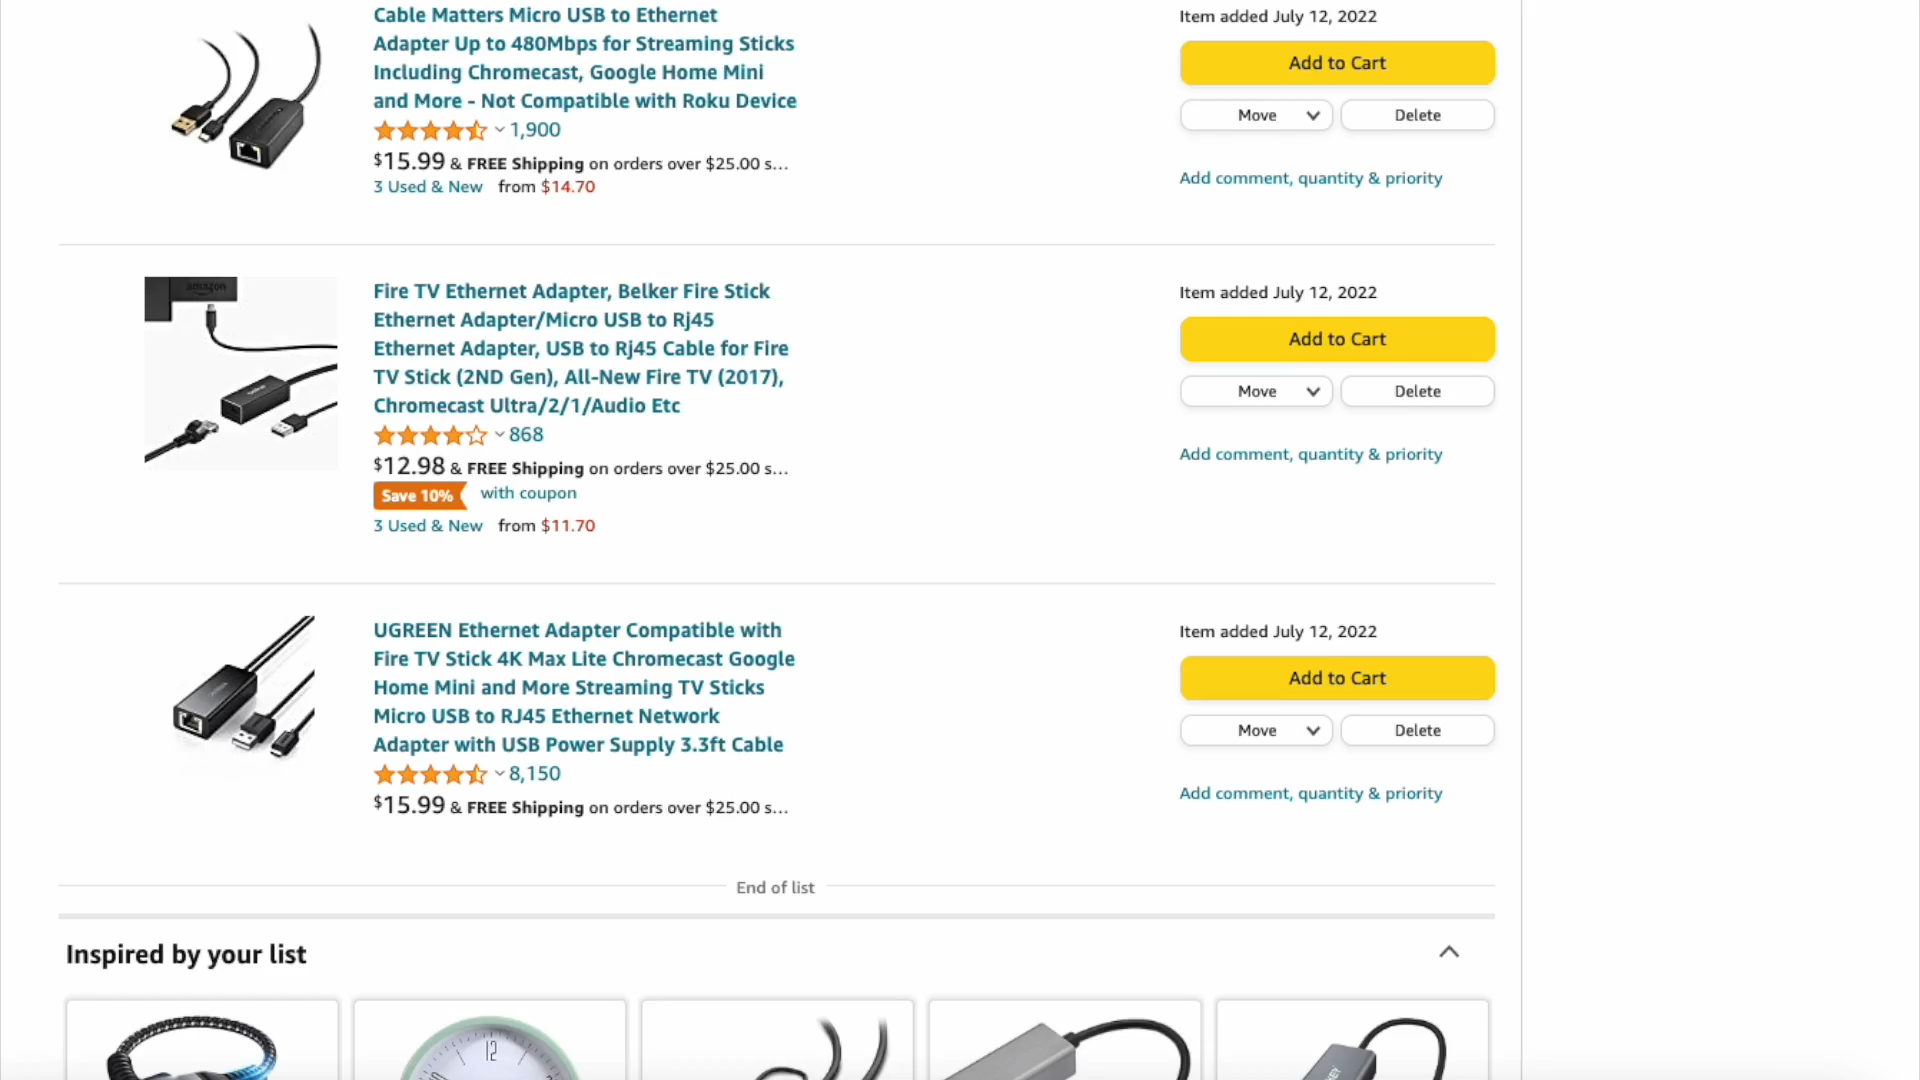 Cable Matters Micro USB to Ethernet
Adapter Up to 480Mbps for Streaming Sticks
Including Chromecast, Google Home Mini
and More - Not Compatible with Roku Device
1,900
$15.99 & FREE Shipping on orders over $25.00 s...
3 Used & New from $14.70
Item added July 12, 2022
Add to Cart
Move
Delete
Add comment, quantity & priority
amazon
Fire TV Ethernet Adapter, Belker Fire Stick
Ethernet Adapter/Micro USB to Rj45
Ethernet Adapter, USB to Rj45 Cable for Fire
TV Stick (2ND Gen), All-New Fire TV (2017),
Chromecast Ultra/2/1/Audio Etc
868
$12.98 & FREE Shipping on orders over $25.00 s...
Save 10% with coupon
3 Used & New from $11.70
Item added July 12, 2022
Add to Cart
Move
Delete
Add comment, quantity & priority
UGREEN Ethernet Adapter Compatible with
Fire TV Stick 4K Max Lite Chromecast Google
Home Mini and More Streaming TV Sticks
Micro USB to RJ45 Ethernet Network
Adapter with USB Power Supply 3.3ft Cable
8,150
$15.99 & FREE Shipping on orders over $25.00 s...
Item added July 12, 2022
Add to Cart
Move
Delete
Add comment, quantity & priority
End of list
Inspired by your list
12